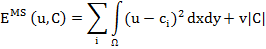 E^MS (u,C) = ∑_i ∫_Ω (u − c_i)² dxdy + v|C|